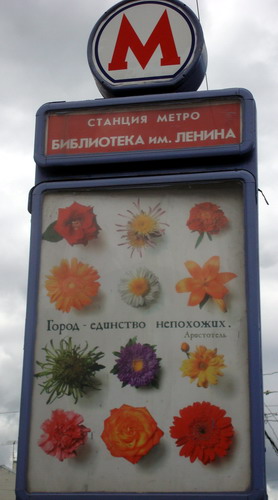 М
СТАНЦИЯ МЕТРО
БИБЛИОТЕКА им. ЛЕНИНА
Город - единство непохожих.
Аристотель